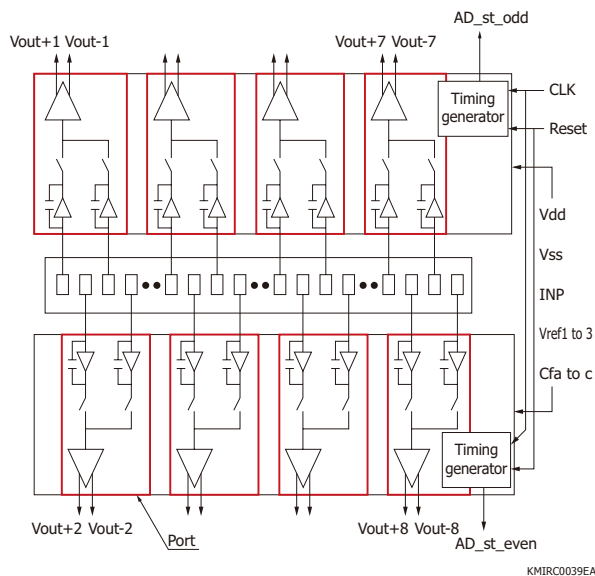 AD_st_odd
Vout+1 Vout-1
Vout+7 Vout-7
Timing
generator
CLK
Reset
Vdd
Vss
INP
Vref1 to 3
Cfa to c
Timing
generator
Vout+2 Vout-2
Port
Vout+8 Vout-8
AD_st_even
KMIRC0039EA